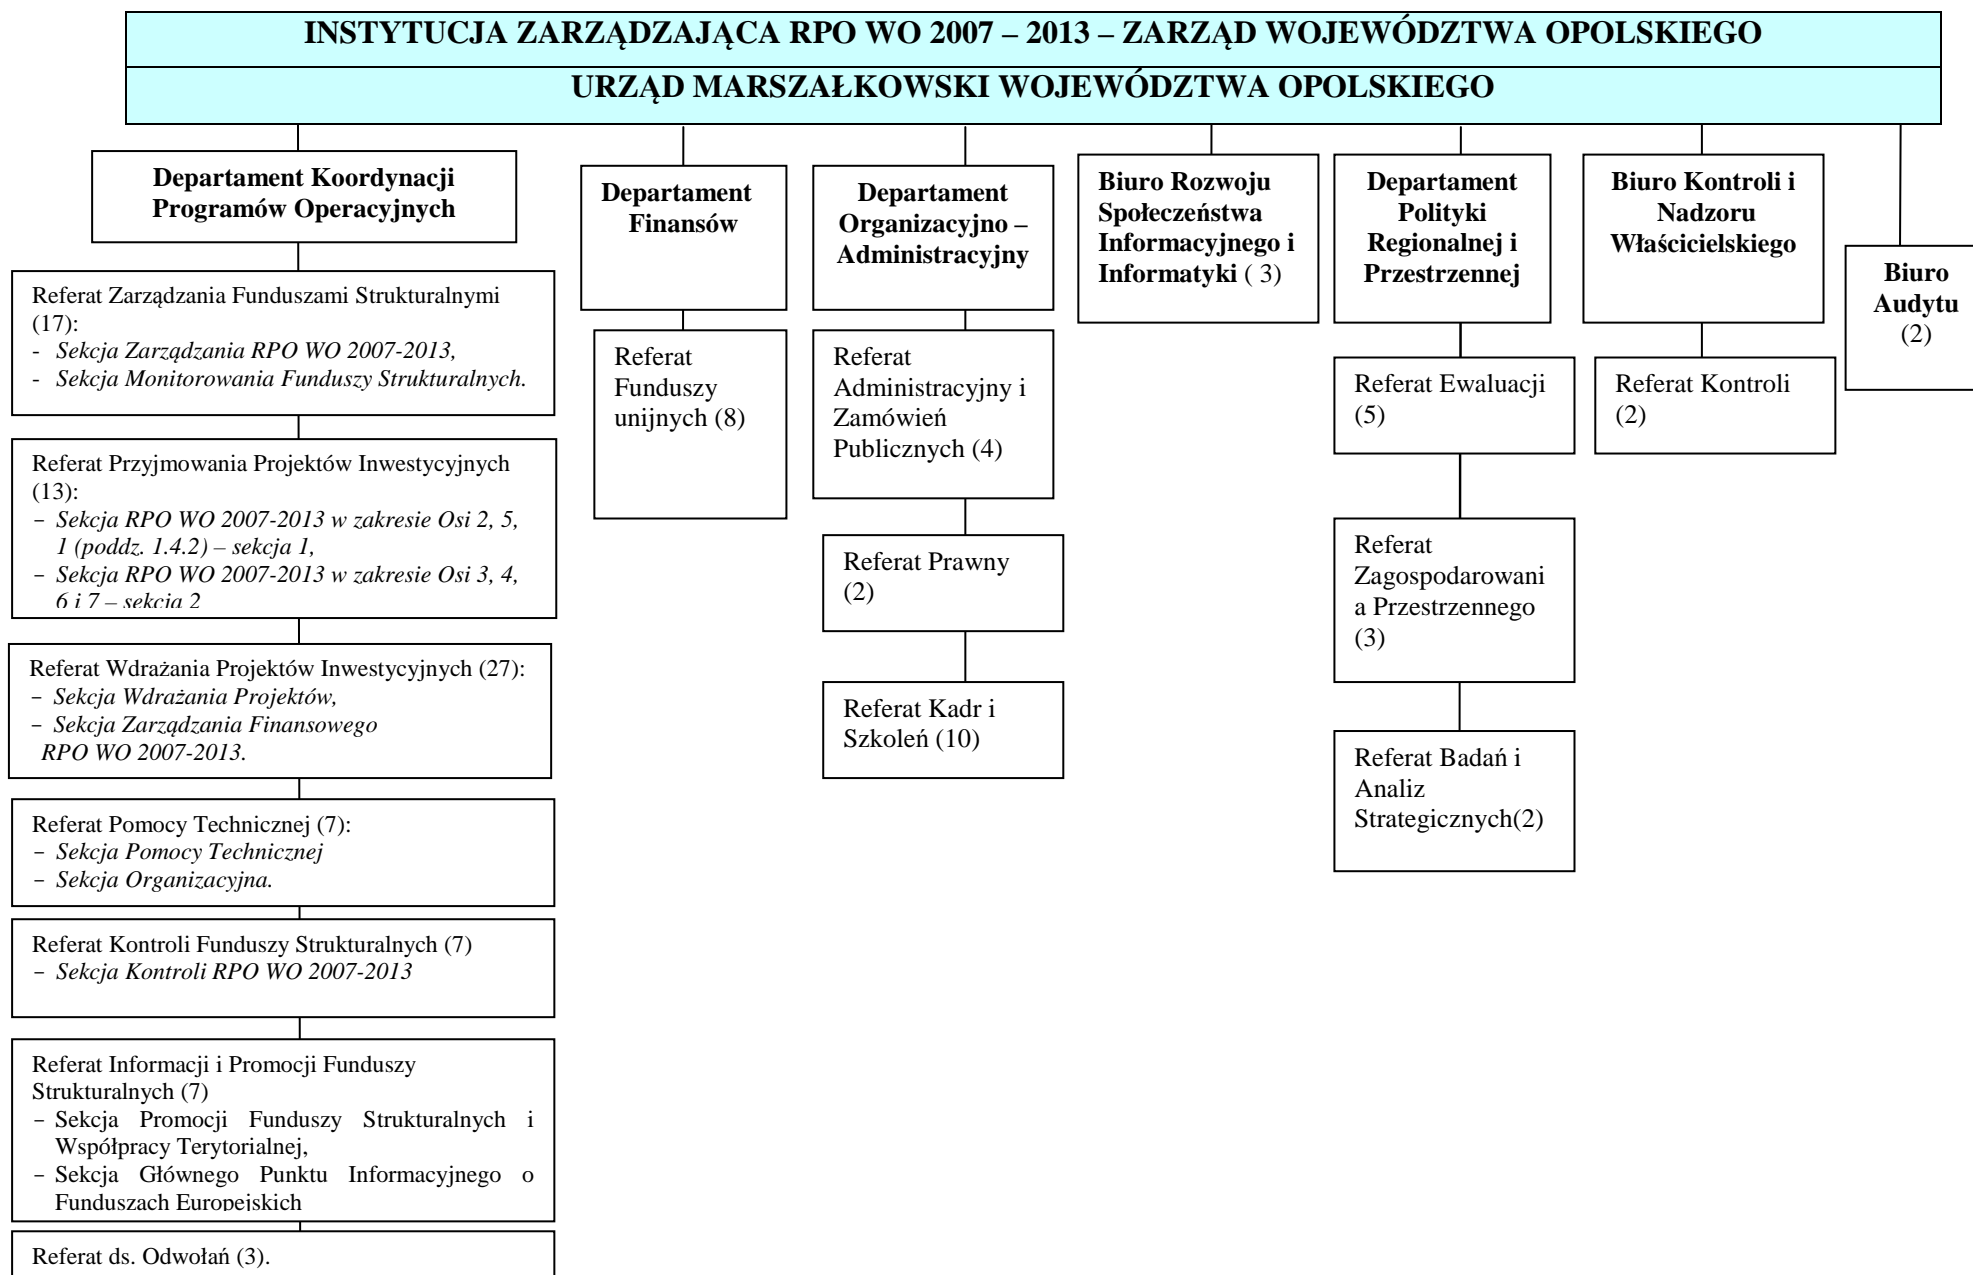 INSTYTUCJA ZARZĄDZAJĄCA RPO WO 2007 – 2013 – ZARZĄD WOJEWÓDZTWA OPOLSKIEGO
URZĄD MARSZAŁKOWSKI WOJEWÓDZTWA OPOLSKIEGO
Departament Koordynacji
Programów Operacyjnych
Referat Zarządzania Funduszami Strukturalnymi
(17):
- Sekcja Zarządzania RPO WO 2007-2013,
- Sekcja Monitorowania Funduszy Strukturalnych.
Referat Przyjmowania Projektów Inwestycyjnych
(13):
- Sekcja RPO WO 2007-2013 w zakresie Osi 2, 5,
1 (poddz. 1.4.2) – sekcja 1,
- Sekcja RPO WO 2007-2013 w zakresie Osi 3, 4,
6 i 7 – sekcja 2
Referat Wdrażania Projektów Inwestycyjnych (27):
- Sekcja Wdrażania Projektów,
- Sekcja Zarządzania Finansowego
RPO WO 2007-2013.
Referat Pomocy Technicznej (7):
- Sekcja Pomocy Technicznej
- Sekcja Organizacyjna.
Referat Kontroli Funduszy Strukturalnych (7)
- Sekcja Kontroli RPO WO 2007-2013
Referat Informacji i Promocji Funduszy
Strukturalnych (7)
- Sekcja Promocji Funduszy Strukturalnych i
Współpracy Terytorialnej,
- Sekcja Głównego Punktu Informacyjnego o
Funduszach Europejskich
Referat ds. Odwołań (3).
Departament
Finansów
Referat
Funduszy
unijnych (8)
Departament
Organizacyjno –
Administracyjny
Referat
Administracyjny i
Zamówień
Publicznych (4)
Referat Prawny
(2)
Referat Kadr i
Szkoleń (10)
Biuro Rozwoju
Społeczeństwa
Informacyjnego i
Informatyki ( 3)
Departament
Polityki
Regionalnej i
Przestrzennej
Referat Ewaluacji
(5)
Referat
Zagospodarowani
a Przestrzennego
(3)
Referat Badań i
Analiz
Strategicznych(2)
Biuro Kontroli i
Nadzoru
Właścicielskiego
Referat Kontroli
(2)
Biuro
Audytu
(2)